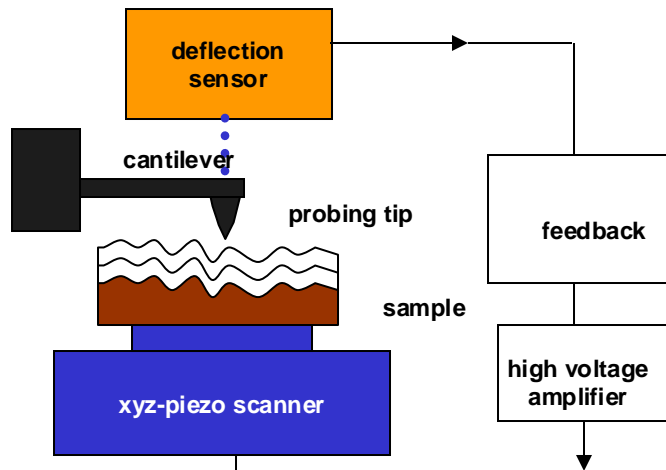 deflection
sensor
cantilever
probing tip
feedback
sample
high voltage
amplifier
xyz-piezo scanner